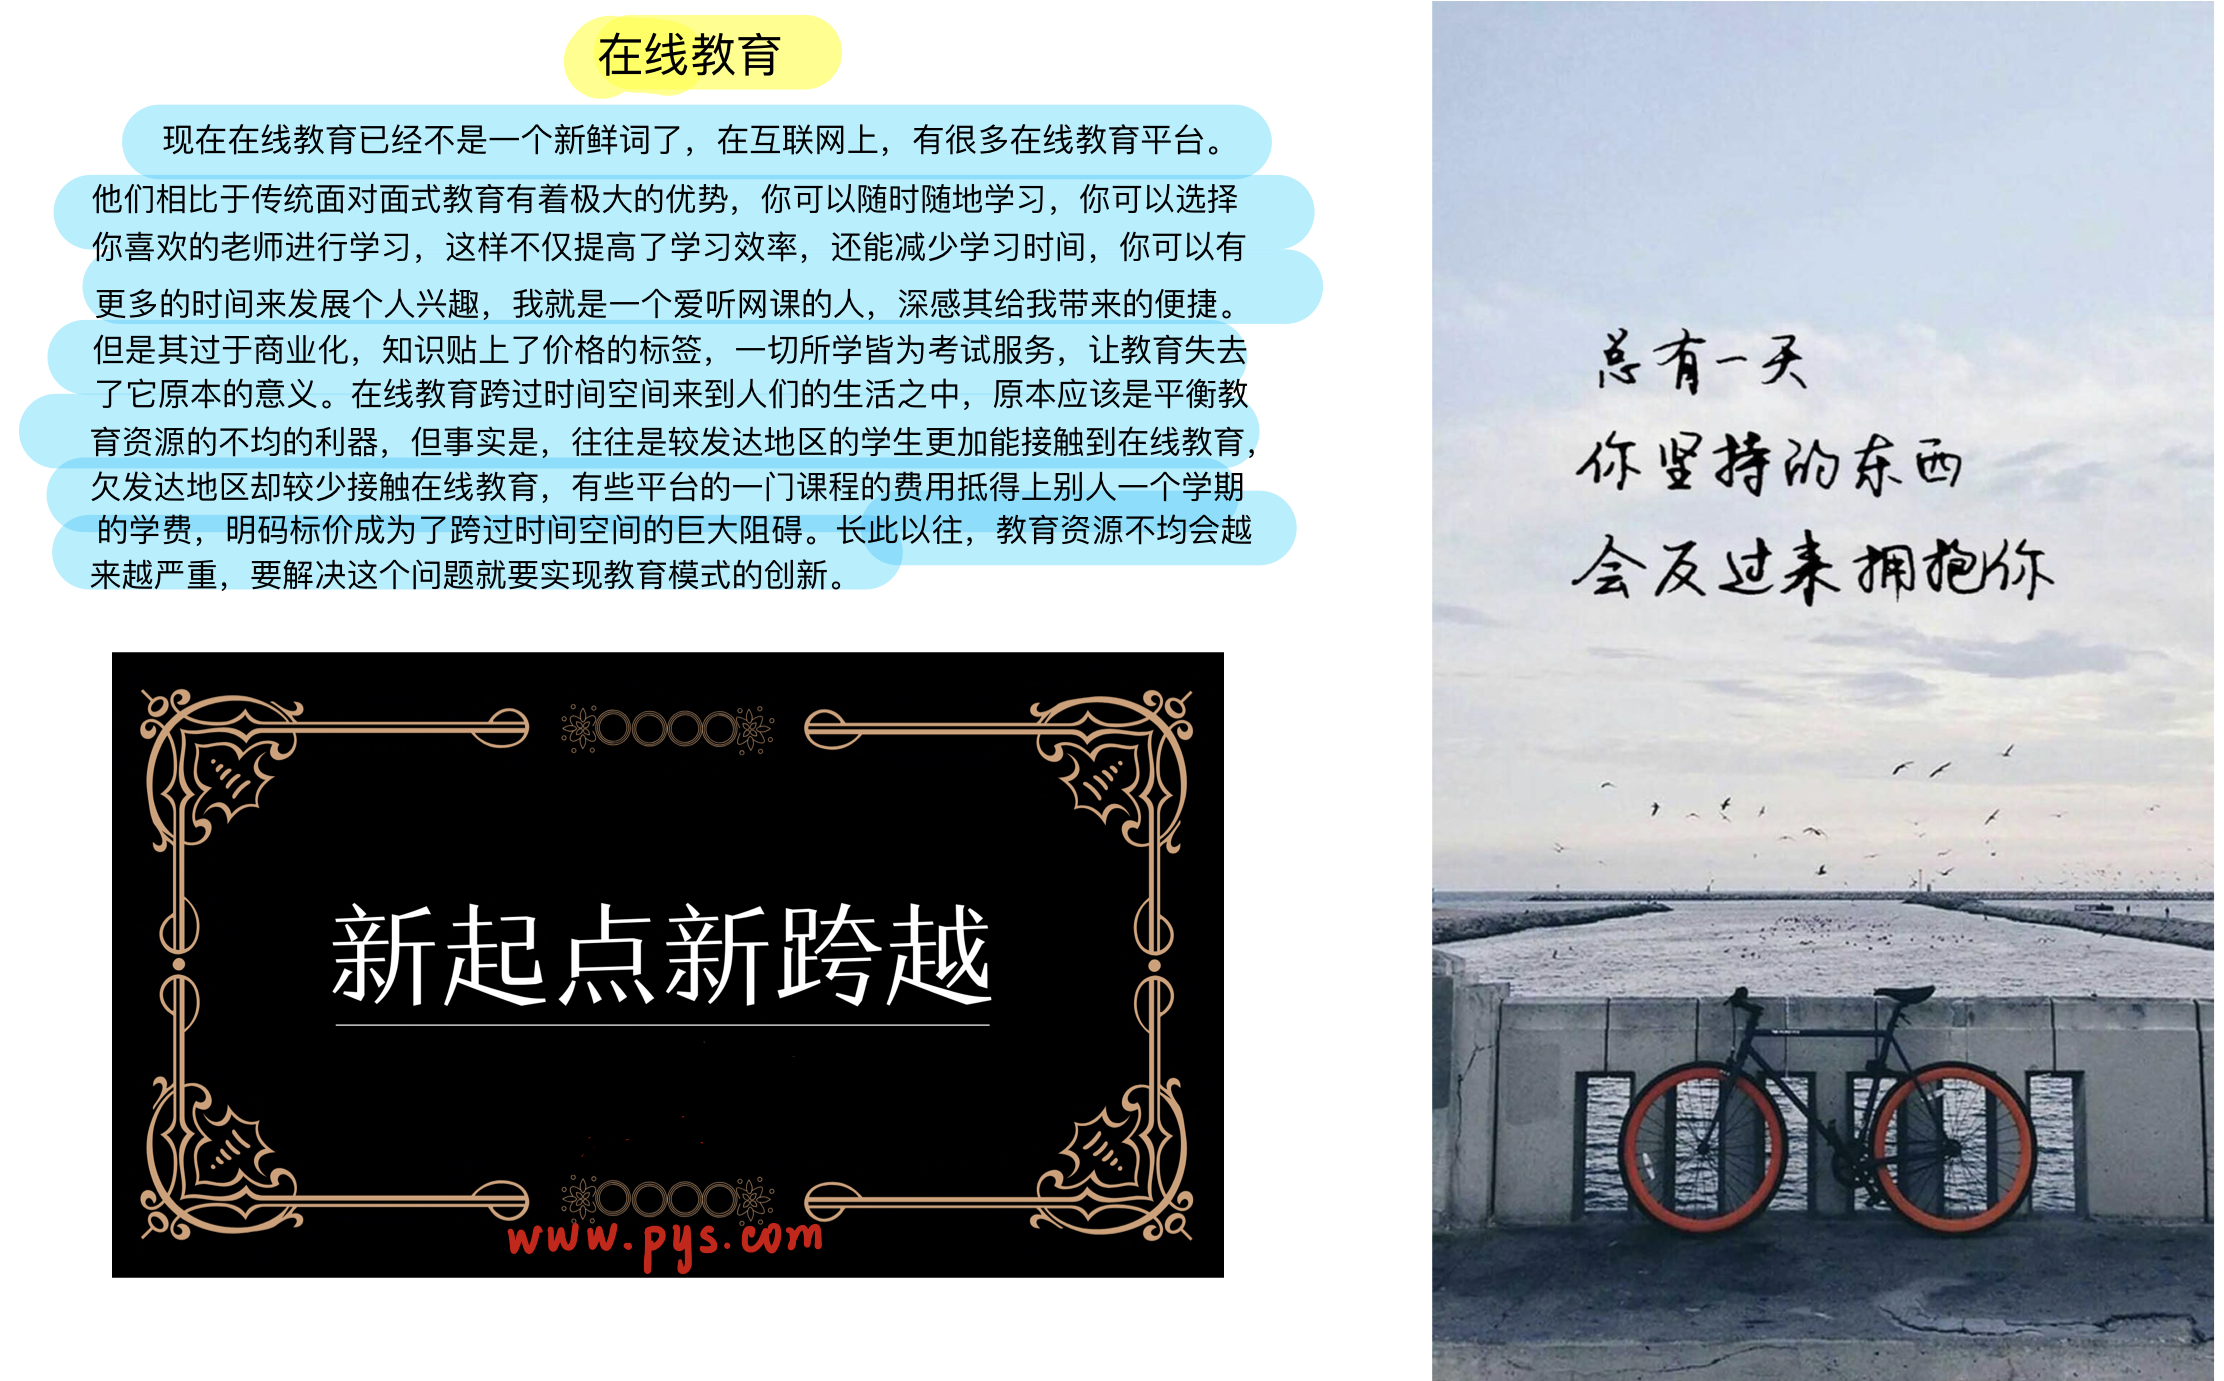 在线教育
现在在线教育已经不是一个新鲜词了，在互联网上，有很多在线教育平台。
他们相比于传统面对面式教育有着极大的优势，你可以随时随地学习，你可以选择
你喜欢的老师进行学习，这样不仅提高了学习效率，还能减少学习时间，你可以有
更多的时间来发展个人兴趣，我就是一个爱听网课的人，深感其给我带来的便捷。
但是其过于商业化，知识贴上了价格的标签，一切所学皆为考试服务，让教育失去
了它原本的意义。在线教育跨过时间空间来到人们的生活之中，原本应该是平衡教
育资源的不均的利器，但事实是，往往是较发达地区的学生更加能接触到在线教育，
欠发达地区却较少接触在线教育，有些平台的一门课程的费用抵得上别人一个学期
的学费，明码标价成为了跨过时间空间的巨大阻碍。长此以往，教育资源不均会越
来越严重，要解决这个问题就要实现教育模式的创新。
新起点新跨越
www.pys.com
总有一天
你坚持的东西
会反过来拥抱你